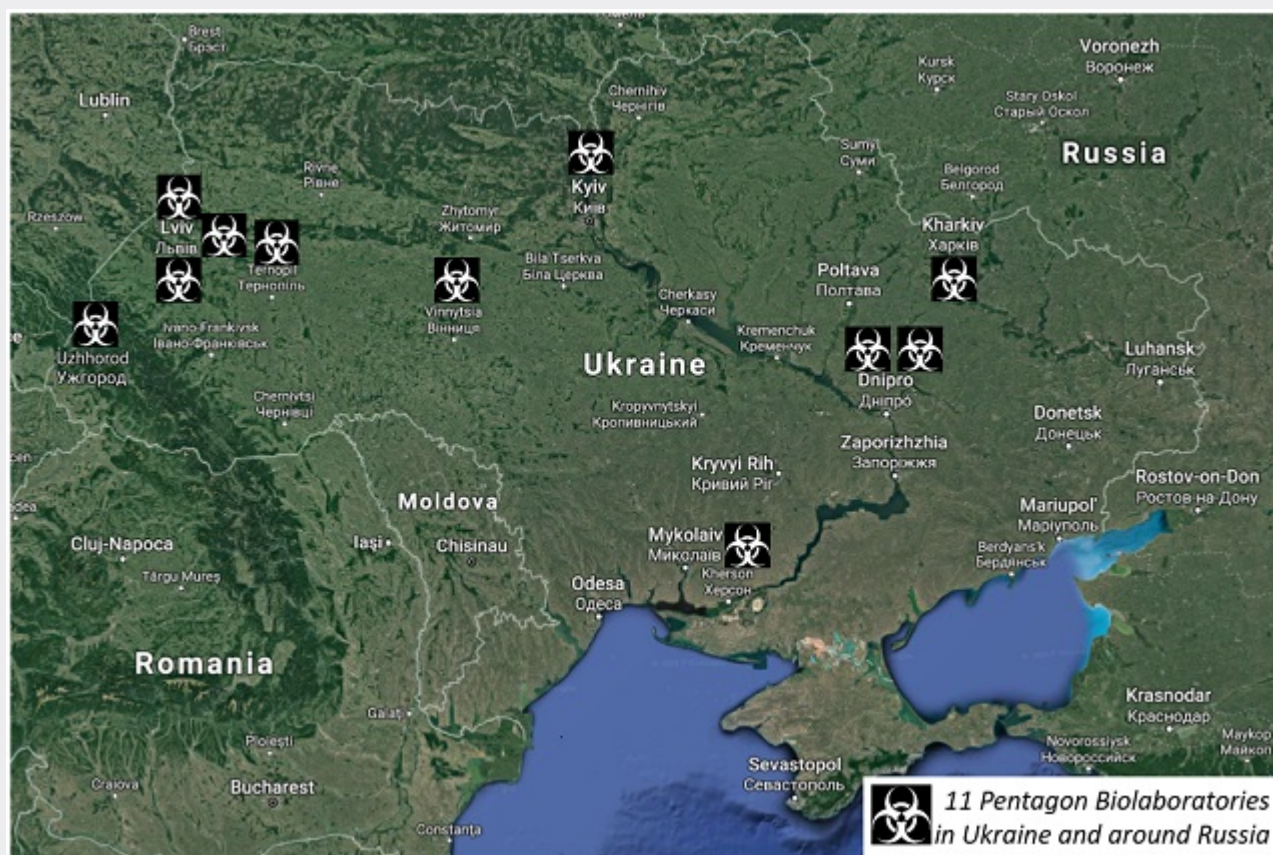 Brest
Брэст
Lublin
Chernihiv
Чернігів
Kursk
Курск
Voronezh
Воронеж
Stary Oskol
Старый Оскол
Russia
Rzeszów
Rivne
Рівне
Lviv
Львів
Ternopil
Тернопіль
Zhytomyr
Житомир
Kyiv
Київ
Sumy
Суми
Belgorod
Белгород
Kharkiv
Харків
Bila Tserkva
Біла Церква
Poltava
Полтава
Vinnytsia
Вінниця
Cherkasy
Черкаси
Kremenchuk
Кременчук
Uzhhorod
Ужгород
Ivano-Frankivsk
Івано-Франківськ
Ukraine
Dnipro
Дніпро
Luhansk
Луганськ
Chernivtsi
Чернівці
Kropyvnytskyi
Кропивницький
Donetsk
Донецьк
Zaporizhzhia
Запоріжжя
Kryvyi Rih
Кривий Ріг
Moldova
Rostov-on-Don
Ростов-на-Дону
Mariupol'
Маріуполь
Cluj-Napoca
Iași
Chisinau
Mykolaiv
Миколаїв
Kherson
Херсон
Berdyans'k
Бердянськ
Târgu Mureș
Odesa
Одеса
Romania
Galați
Krasnodar
Краснодар
Ploiești
Novorossiysk
Новороссийск
Maykop
Майкоп
Craiova
Bucharest
Sevastopol
Севастополь
Constanța
11 Pentagon Biolaboratories
in Ukraine and around Russia